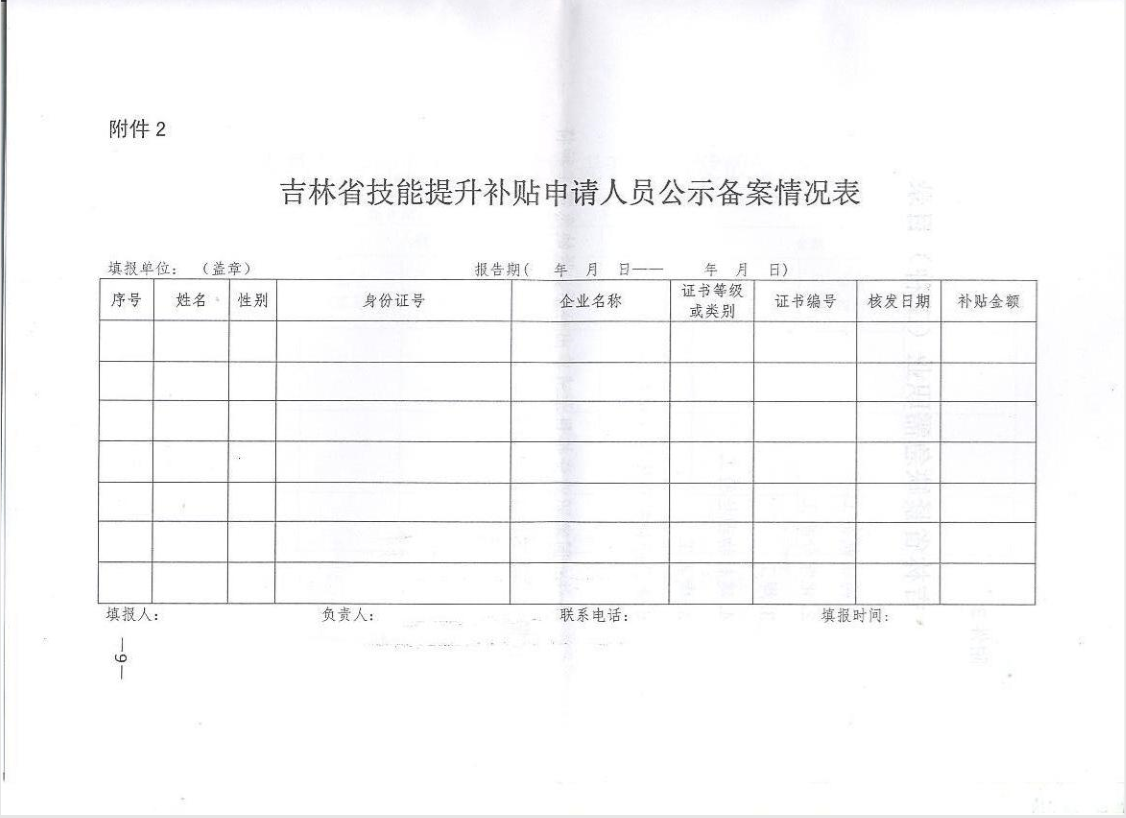 附件 2
吉林省技能提升补贴申请人员公示备案情况表
填报单位： （盖章） 报告期( 年 月 日—— 年 月 日)
序号 姓名 性别 身份证号 企业名称 证书等级或类别 证书编号 核发日期 补贴金额
填报人： 负责人： 联系电话： 填报时间：
—6—